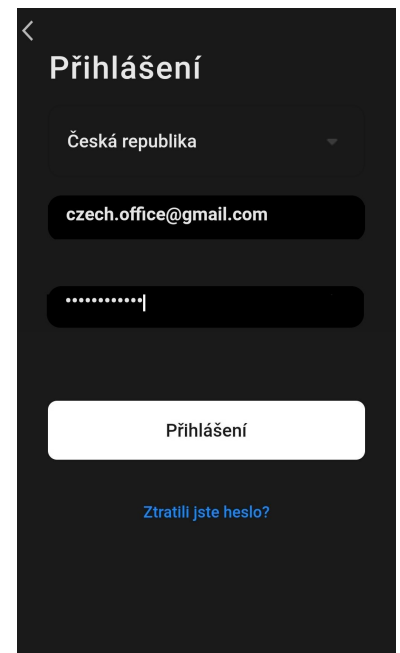 Přihlášení
Česká republika
czech.office@gmail.com
••••••••••••
Přihlášení
Ztratili jste heslo?